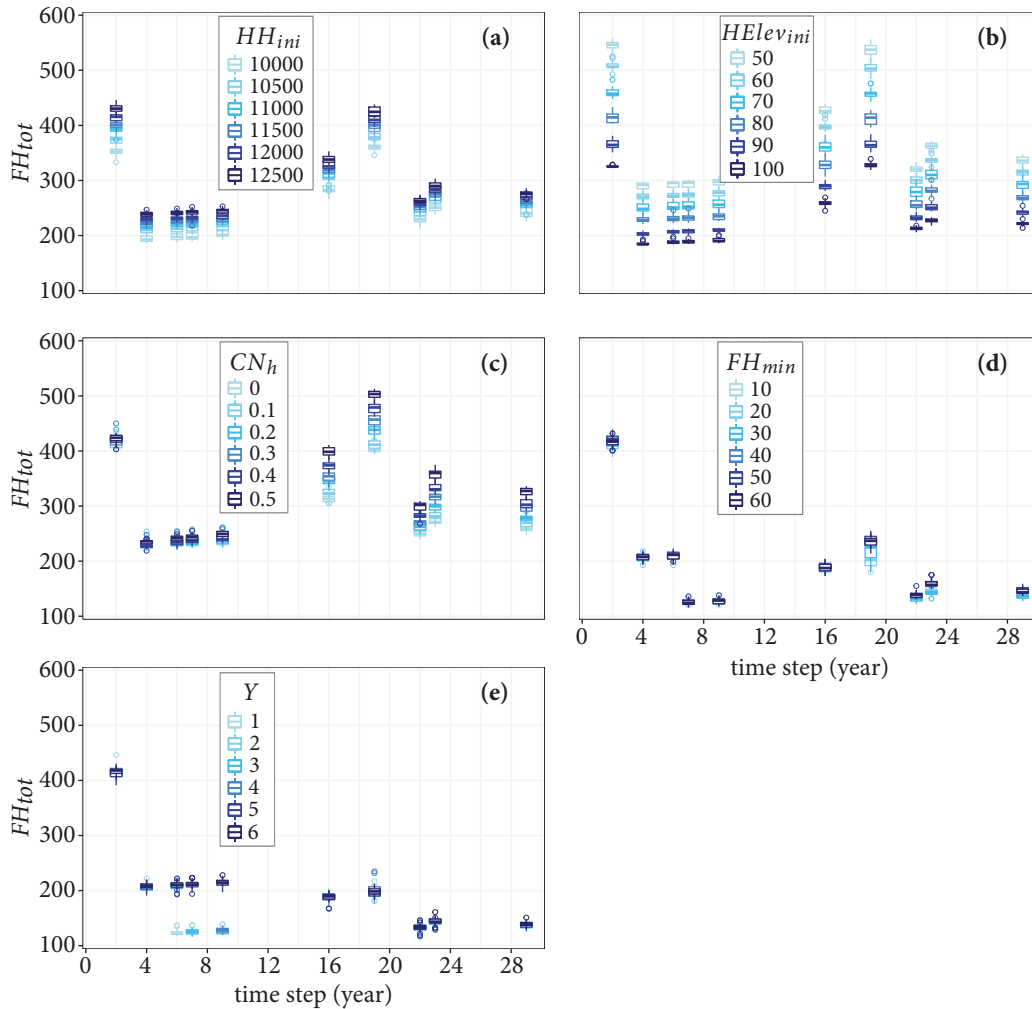 600
500
400
300
200
100
FHtot
HHini
10000
10500
11000
11500
12000
12500
(a)
HElevini
50
60
70
80
90
100
(b)
600
500
400
300
200
100
FHtot
CNh
0
0.1
0.2
0.3
0.4
0.5
(c)
FHmin
10
20
30
40
50
60
(d)
0 4 8 12 16 20 24 28
time step (year)
600
500
400
300
200
100
FHtot
Y
1
2
3
4
5
6
(e)
0 4 8 12 16 20 24 28
time step (year)